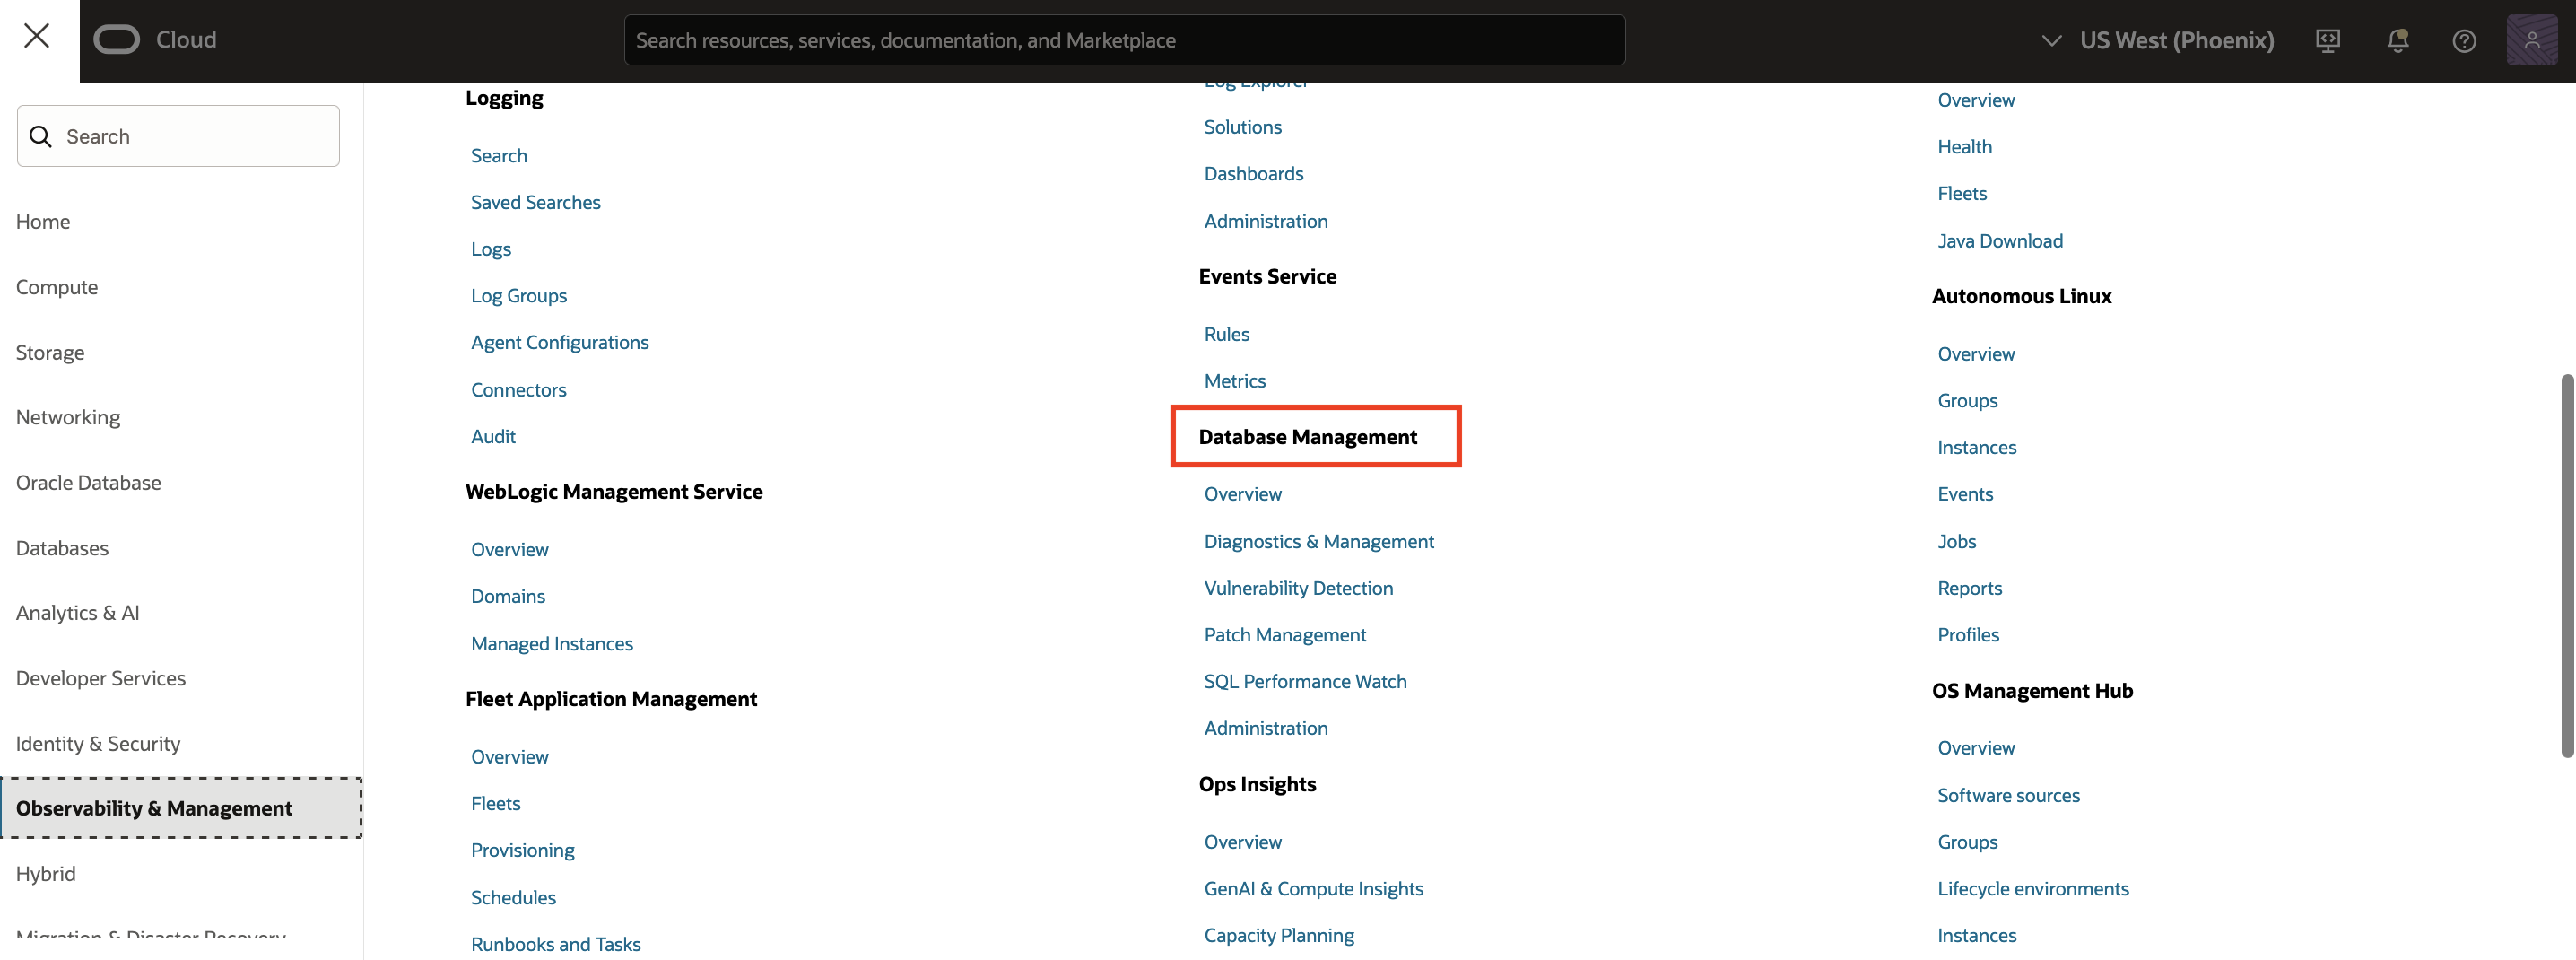 Cloud
Search resources, services, documentation, and Marketplace
US West (Phoenix)
Search
Home
Compute
Storage
Networking
Oracle Database
Databases
Analytics & AI
Developer Services
Identity & Security
Observability & Management
Hybrid
Migration & Disaster Recovery
Logging
Search
Saved Searches
Logs
Log Groups
Agent Configurations
Connectors
Audit
WebLogic Management Service
Overview
Domains
Managed Instances
Fleet Application Management
Overview
Fleets
Provisioning
Schedules
Runbooks and Tasks
Log Explorer
Solutions
Dashboards
Administration
Events Service
Rules
Metrics
Database Management
Overview
Diagnostics & Management
Vulnerability Detection
Patch Management
SQL Performance Watch
Administration
Ops Insights
Overview
GenAI & Compute Insights
Capacity Planning
Overview
Health
Fleets
Java Download
Autonomous Linux
Overview
Groups
Instances
Events
Jobs
Reports
Profiles
OS Management Hub
Overview
Software sources
Groups
Lifecycle environments
Instances